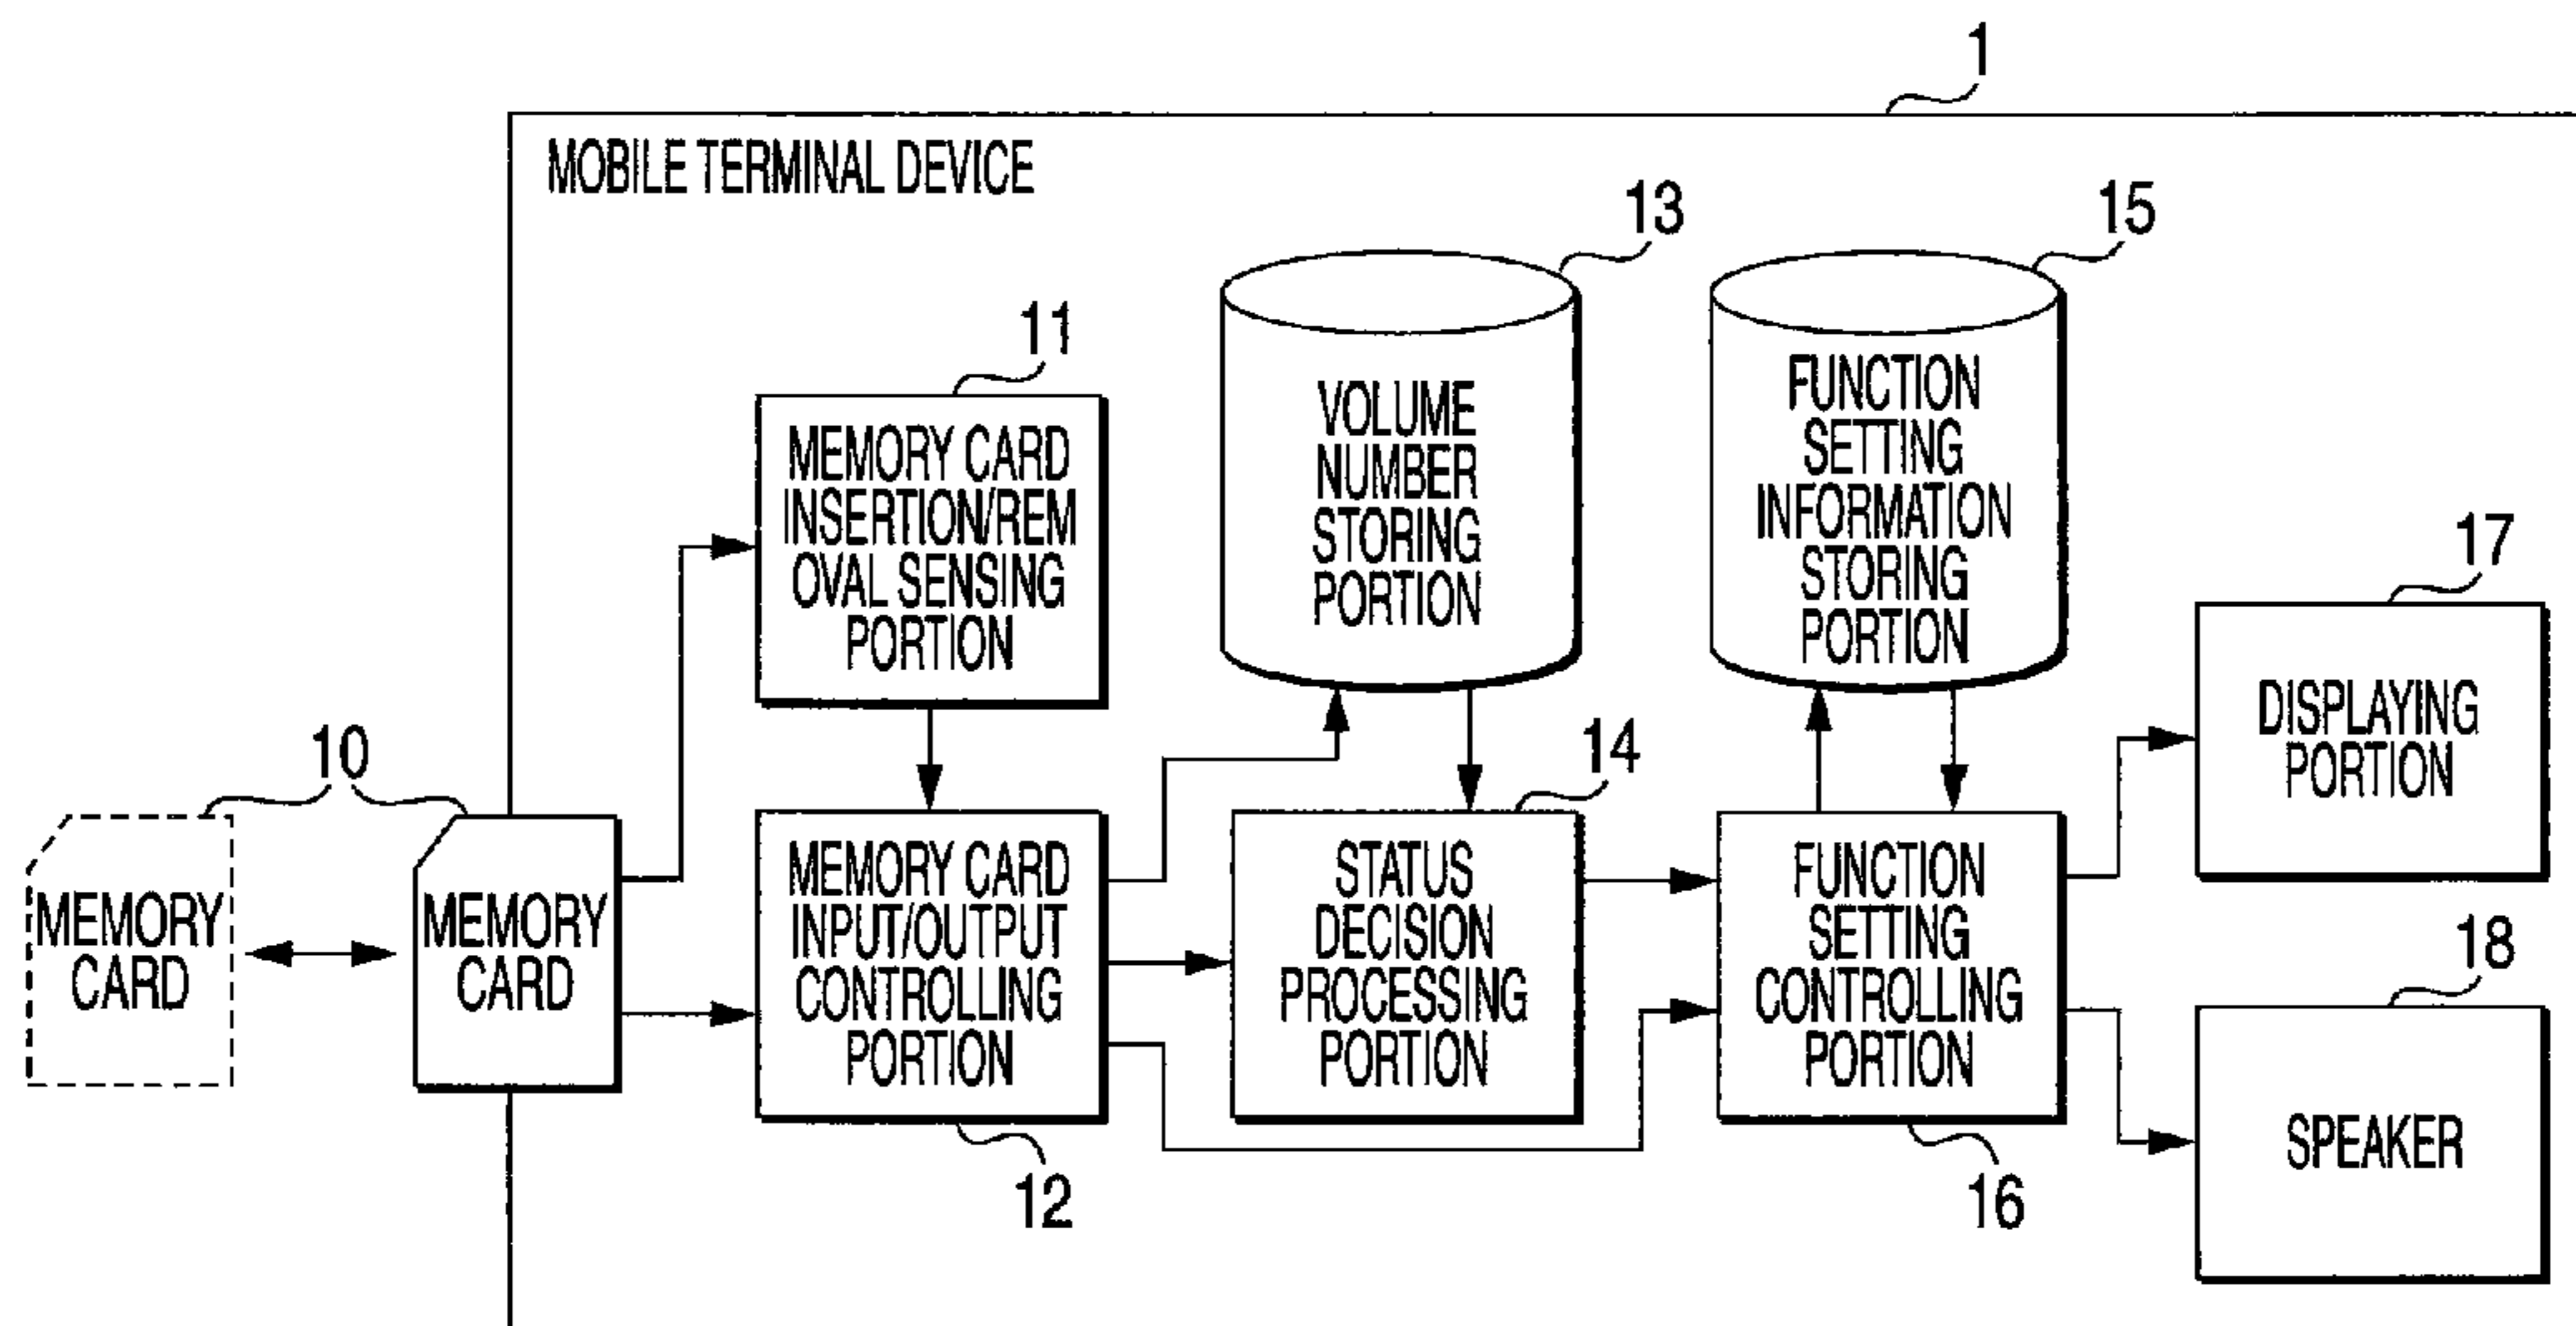 1
MOBILE TERMINAL DEVICE
13
15
11
MEMORY CARD
INSERTION/REM
OVAL SENSING
PORTION
VOLUME
NUMBER
STORING
PORTION
FUNCTION
SETTING
INFORMATION
STORING
PORTION
17
DISPLAYING
PORTION
10
14
MEMORY
CARD
MEMORY
CARD
MEMORY CARD
INPUT/OUTPUT
CONTROLLING
PORTION
STATUS
DECISION
PROCESSING
PORTION
FUNCTION
SETTING
CONTROLLING
PORTION
18
SPEAKER
12
16